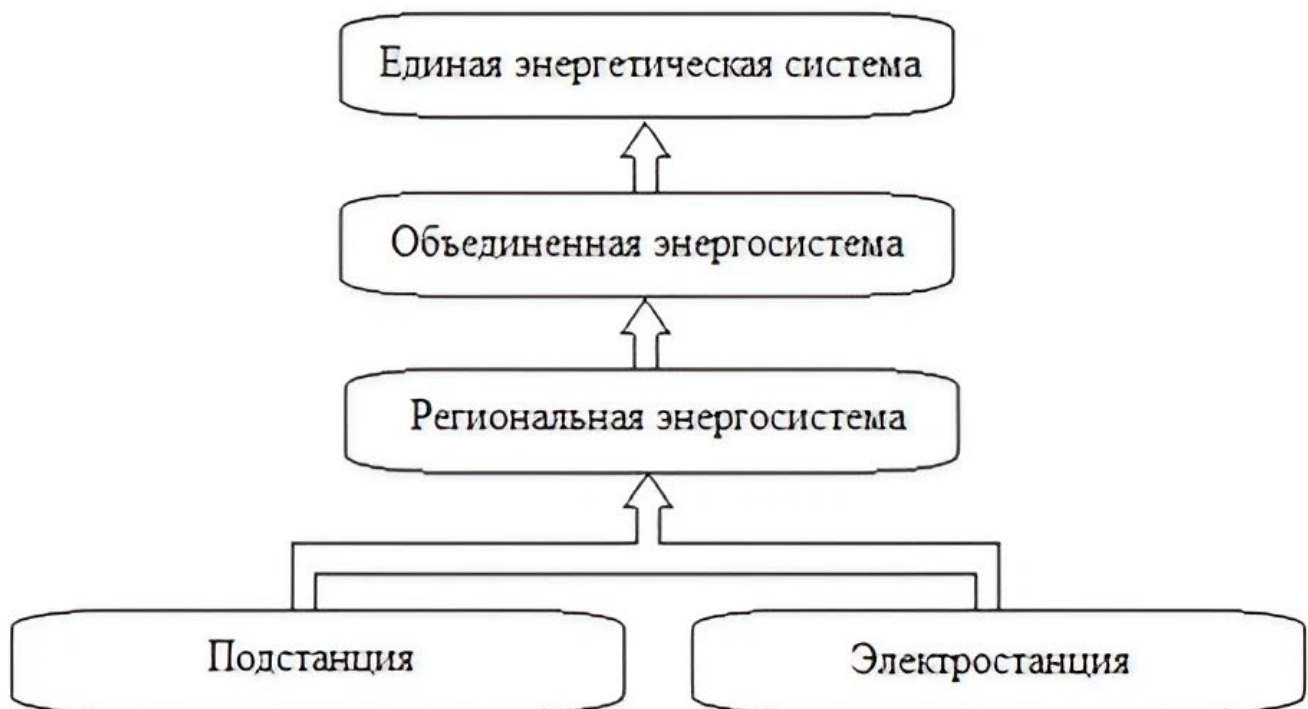 Единая энергетическая система
Объединенная энергосистема
Региональная энергосистема
Подстанция
Электростанция